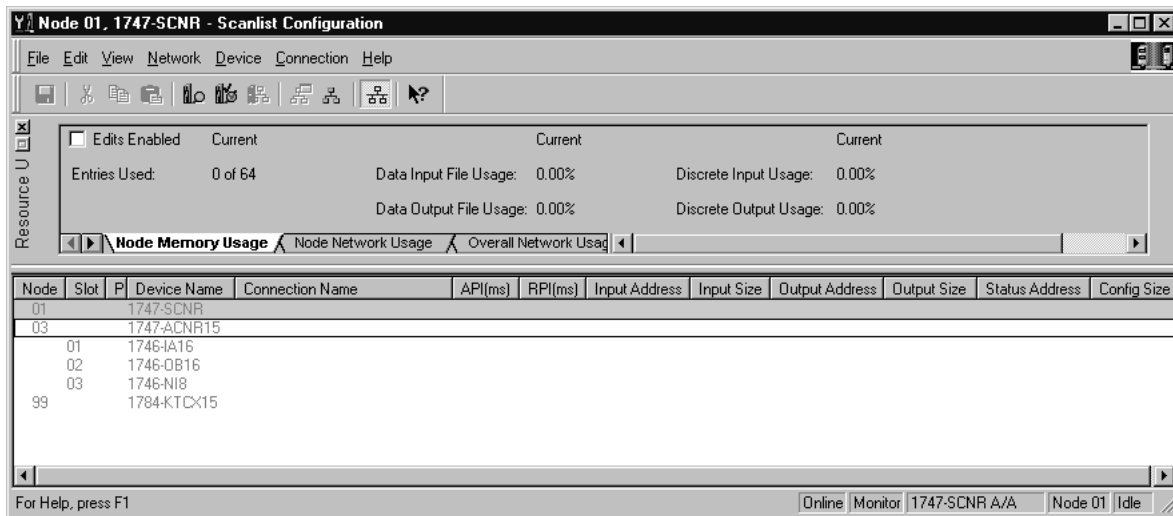 Node 01, 1747-SCNR - Scanlist Configuration
File Edit View Network Device Connection Help
Resource U
Edits Enabled Current Current Current
Entries Used: 0 of 64 Data Input File Usage: 0.00% Discrete Input Usage: 0.00%
Data Output File Usage: 0.00% Discrete Output Usage: 0.00%
Node Memory Usage Node Network Usage Overall Network Usag
Node Slot P Device Name Connection Name API(ms) RPI(ms) Input Address Input Size Output Address Output Size Status Address Config Size
01 1747-SCNR
03 1747-ACNR15
01 1746-IA16
02 1746-OB16
03 1746-NI8
99 1784-KTCX15
For Help, press F1 Online Monitor 1747-SCNR A/A Node 01 Idle